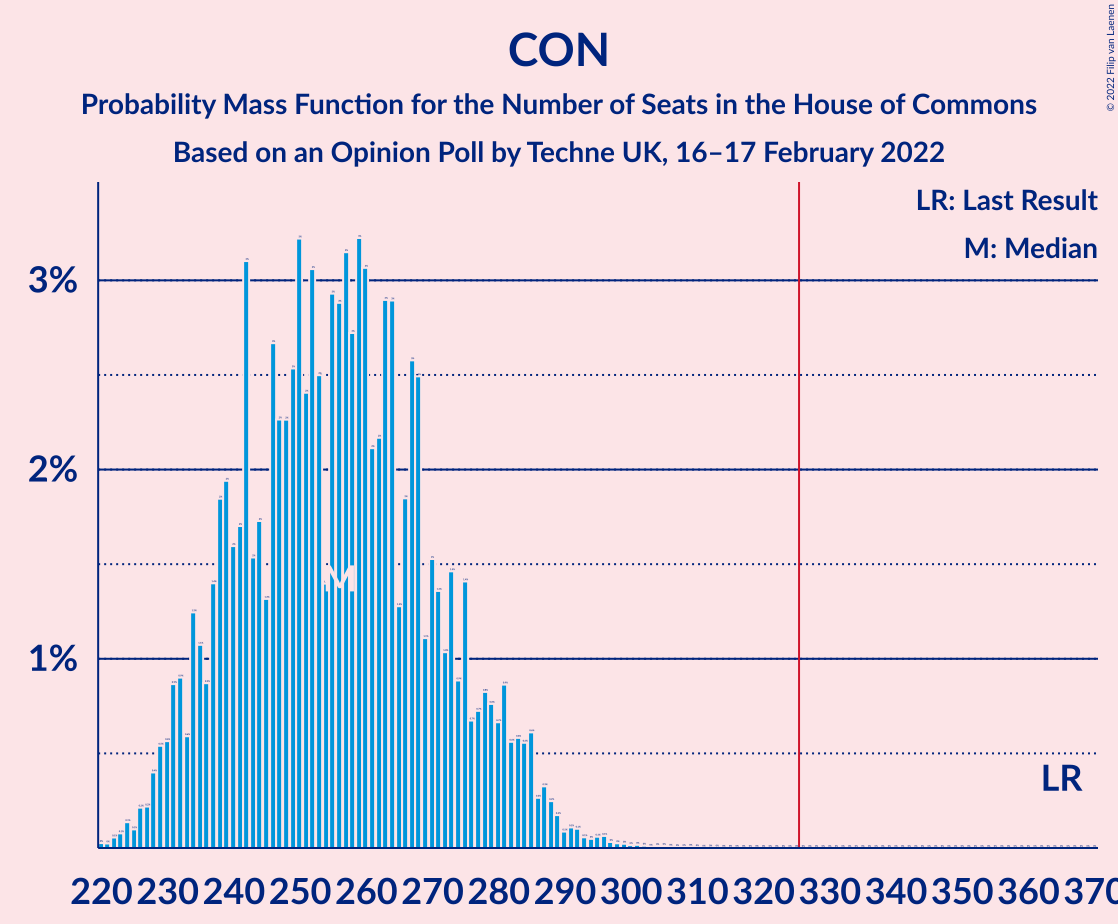 CON
Probability Mass Function for the Number of Seats in the House of Commons
Based on an Opinion Poll by Techne UK, 16–17 February 2022
© 2022 Filip van Laenen
LR: Last Result
M: Median
3%
2%
1%
M
LR
220 230 240 250 260 270 280 290 300 310 320 330 340 350 360 370